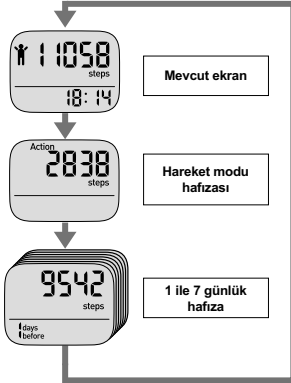 11058
steps
18:14
Mevcut ekran
Action
2838
steps
Hareket modu
hafızası
9542
steps
1 days
before
1 ile 7 günlük
hafıza